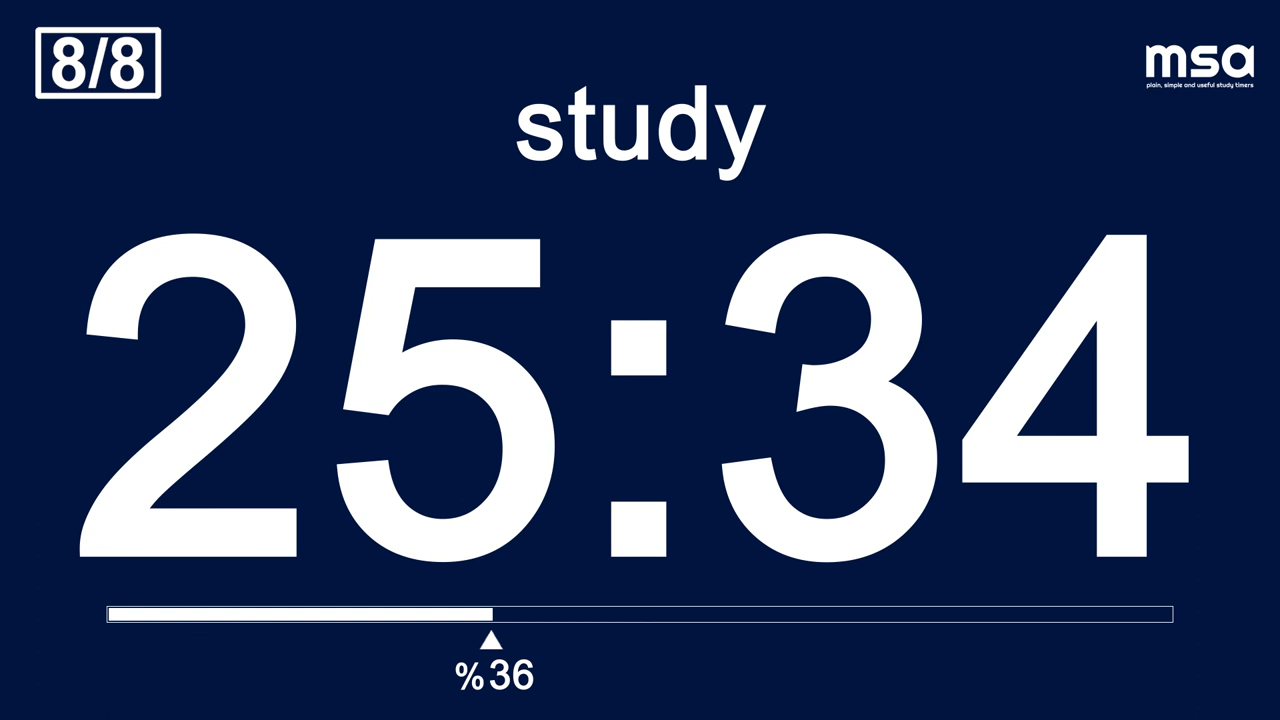 8/8
msa
plain, simple and useful study timers
study
25:34
%36